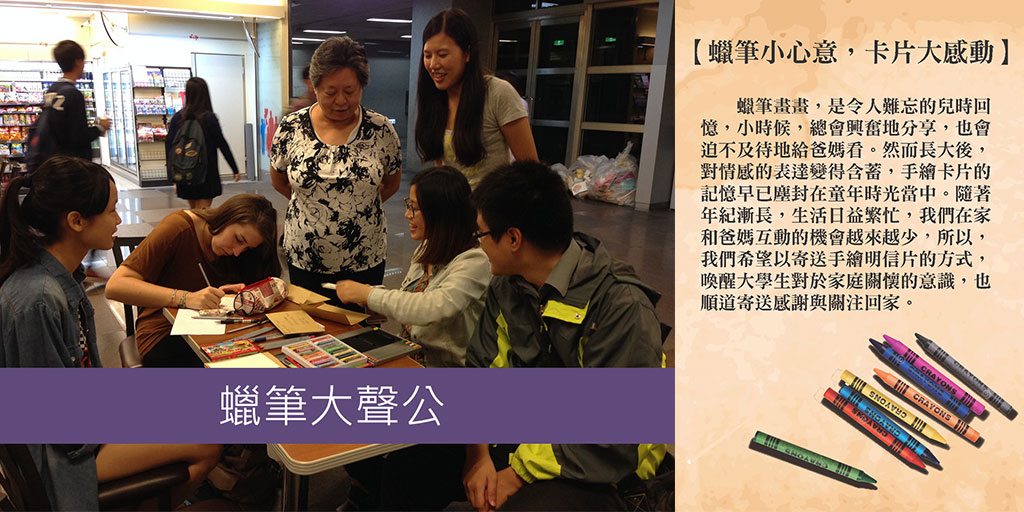 蠟筆大聲公
【蠟筆小心意，卡片大感動】
蠟筆畫畫，是令人難忘的兒時回
憶，小時候，總會興奮地分享，也會
迫不及待地給爸媽看。然而長大後，
對情感的表達變得含蓄，手繪卡片的
記憶早已塵封在童年時光當中。隨著
年紀漸長，生活日益繁忙，我們在家
和爸媽互動的機會越來越少，所以，
我們希望以寄送手繪明信片的方式，
喚醒大學生對於家庭關懷的意識，也
順道寄送感謝與關注回家。
CRAYONS
CRAYONS
CRAYONS
CRAYONS